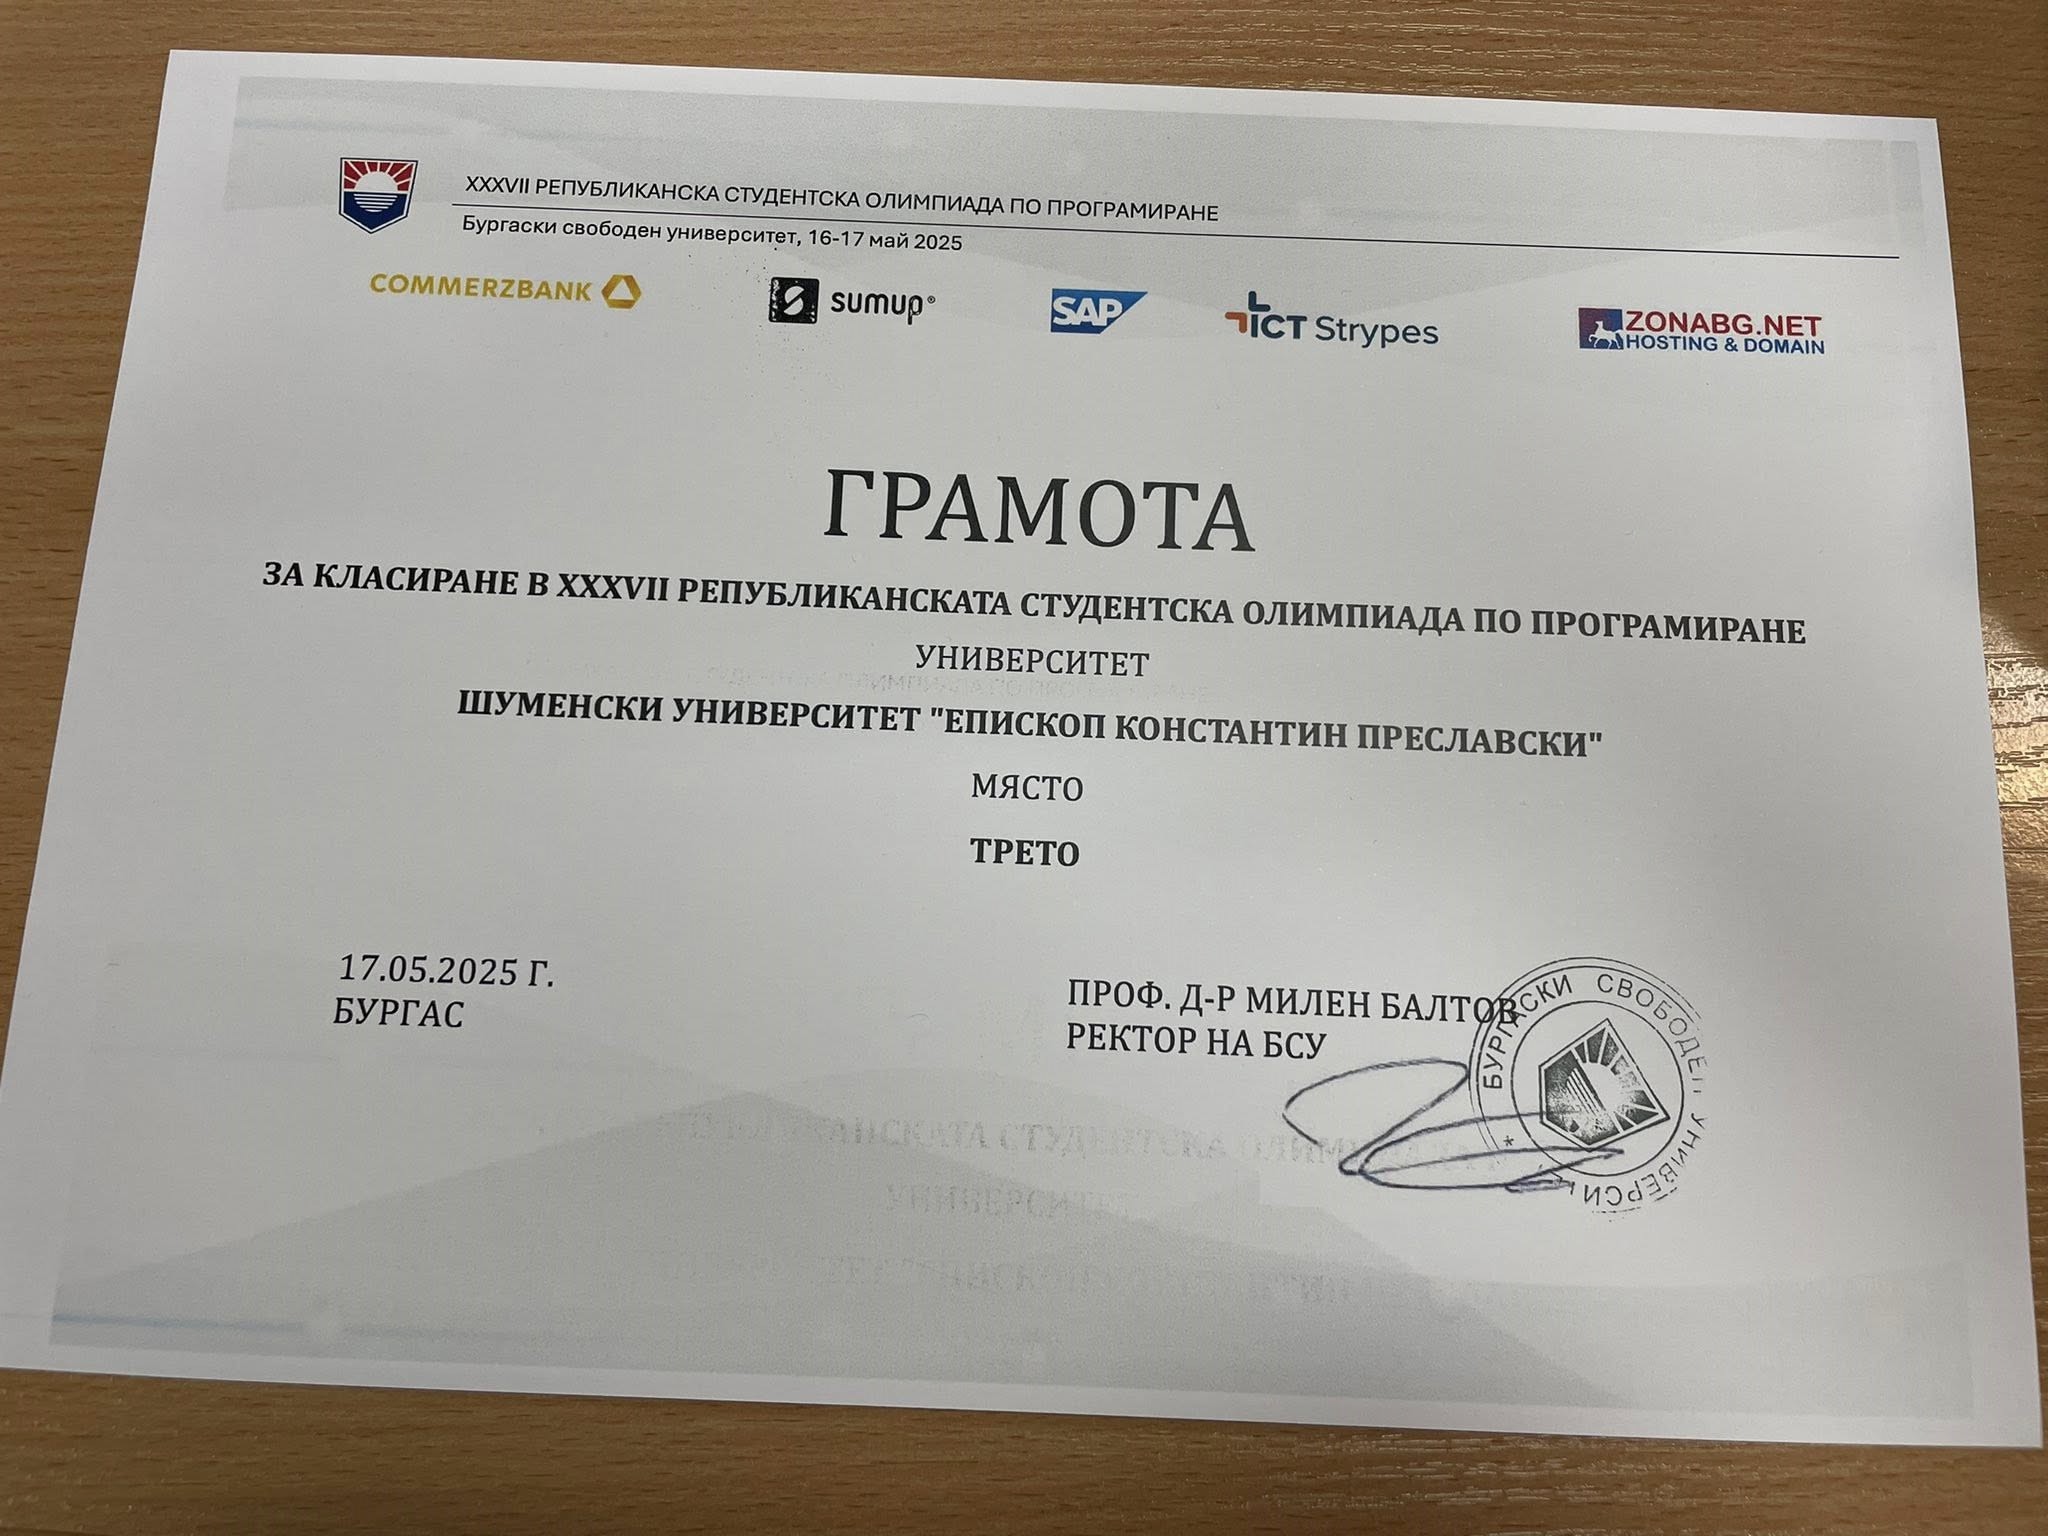 XXXVII РЕПУБЛИКАНСКА СТУДЕНТСКА ОЛИМПИАДА ПО ПРОГРАМИРАНЕ
Бургаски свободен университет, 16-17 май 2025
COMMERZBANK
sumup®
SAP
ICT Strypes
ZONABG.NET
HOSTING & DOMAIN
ГРАМОТА
ЗА КЛАСИРАНЕ В XXXVII РЕПУБЛИКАНСКАТА СТУДЕНТСКА ОЛИМПИАДА ПО ПРОГРАМИРАНЕ
УНИВЕРСИТЕТ
ШУМЕНСКИ УНИВЕРСИТЕТ "ЕПИСКОП КОНСТАНТИН ПРЕСЛАВСКИ"
МЯСТО
ТРЕТО
17.05.2025 Г.
БУРГАС
ПРОФ. Д-Р МИЛЕН БАЛТОВ
РЕКТОР НА БСУ
БУРГАСКИ СВОБОДЕН